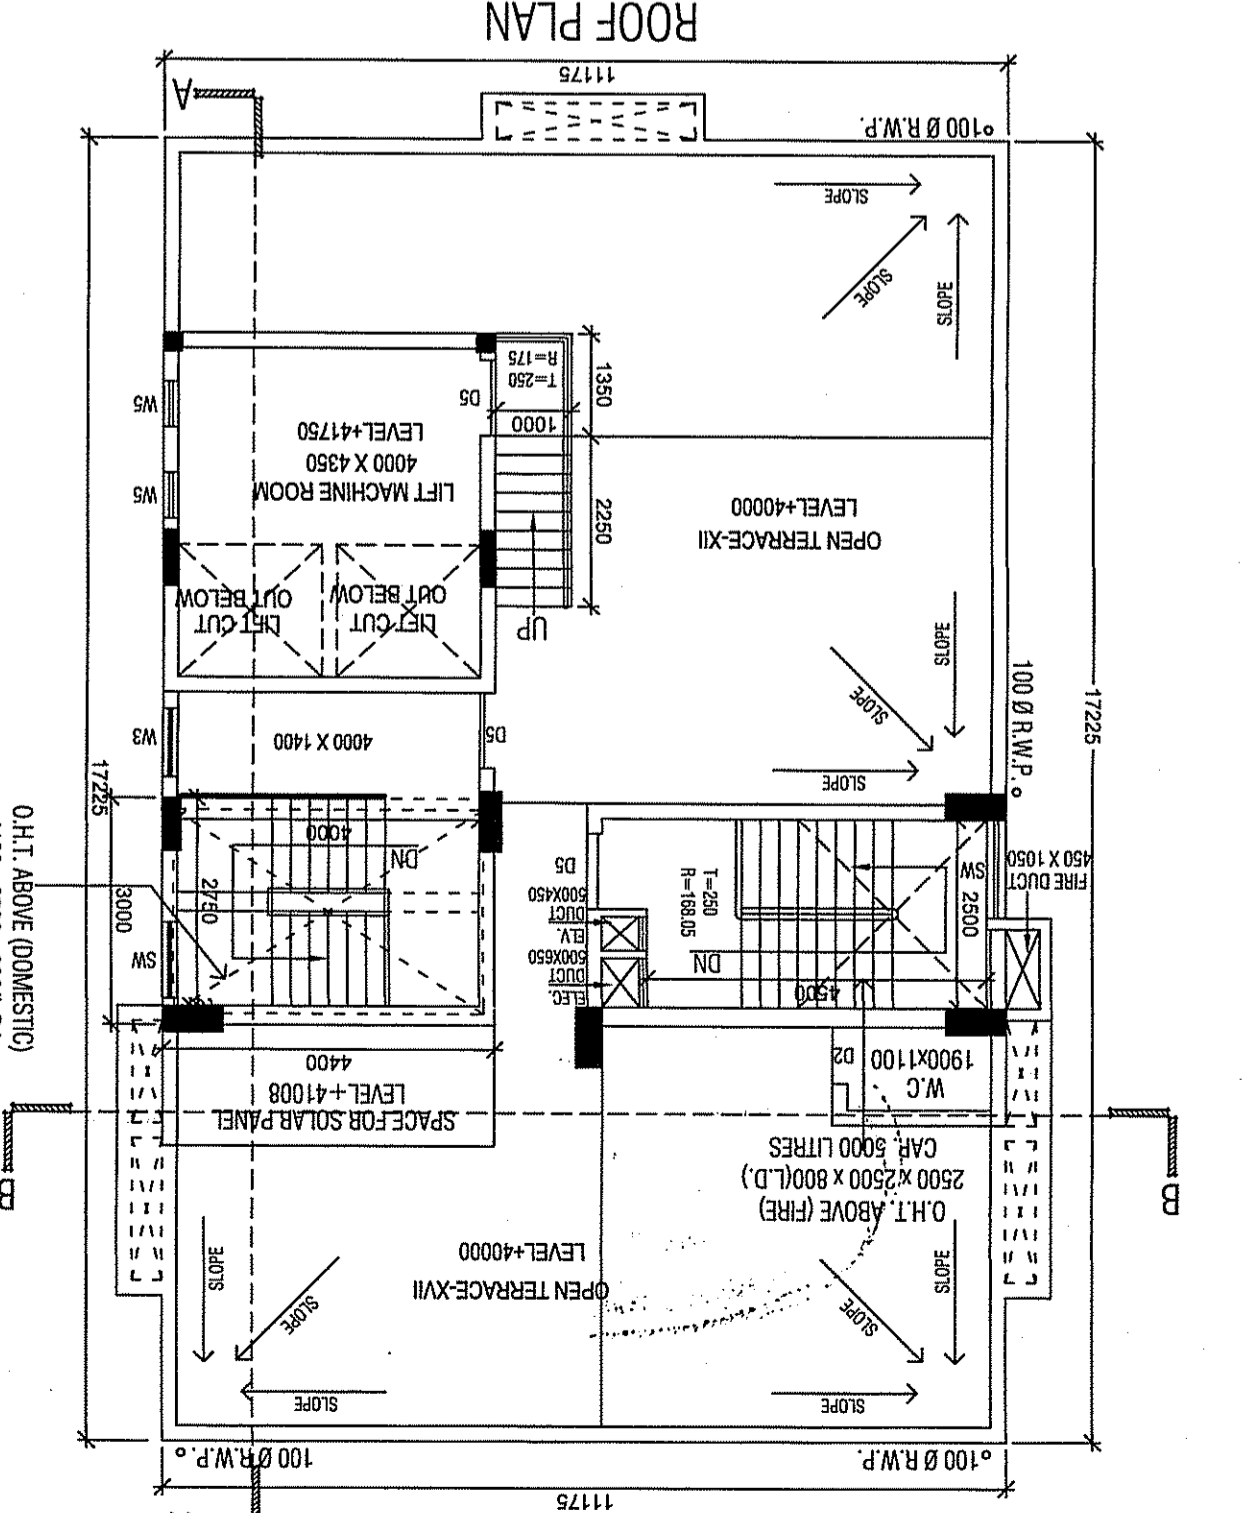 11175
100 Ø R.W.P.
100 Ø R.W.P.
SLOPE
SLOPE
SLOPE
SLOPE
SLOPE
SLOPE
OPEN TERRACE-XVII
LEVEL+40000
O.H.T. ABOVE (FIRE)
2500 x 2500 x 800(L.D.)
CAP. 5000 LITRES
B
B
W.C
1900x1100
D2
SPACE FOR SOLAR PANEL
LEVEL+41008
4400
O.H.T. ABOVE (DOMESTIC)
FIRE DUCT
450 X 1050
4500
DN
2500
SW
T=250
R=168.05
ELEC.
DUCT
500X650
ELV.
DUCT
500X450
D5
SW
3000
2750
DN
4000
17225
17225
100 Ø R.W.P.
SLOPE
SLOPE
SLOPE
D5
4000 X 1400
W3
UP
LIFT CUT
OUT BELOW
LIFT CUT
OUT BELOW
OPEN TERRACE-XII
LEVEL+40000
2250
LIFT MACHINE ROOM
4000 X 4350
LEVEL+41750
W5
W5
1000
D5
1350
T=250
R=175
SLOPE
SLOPE
SLOPE
100 Ø R.W.P.
A
11175
ROOF PLAN